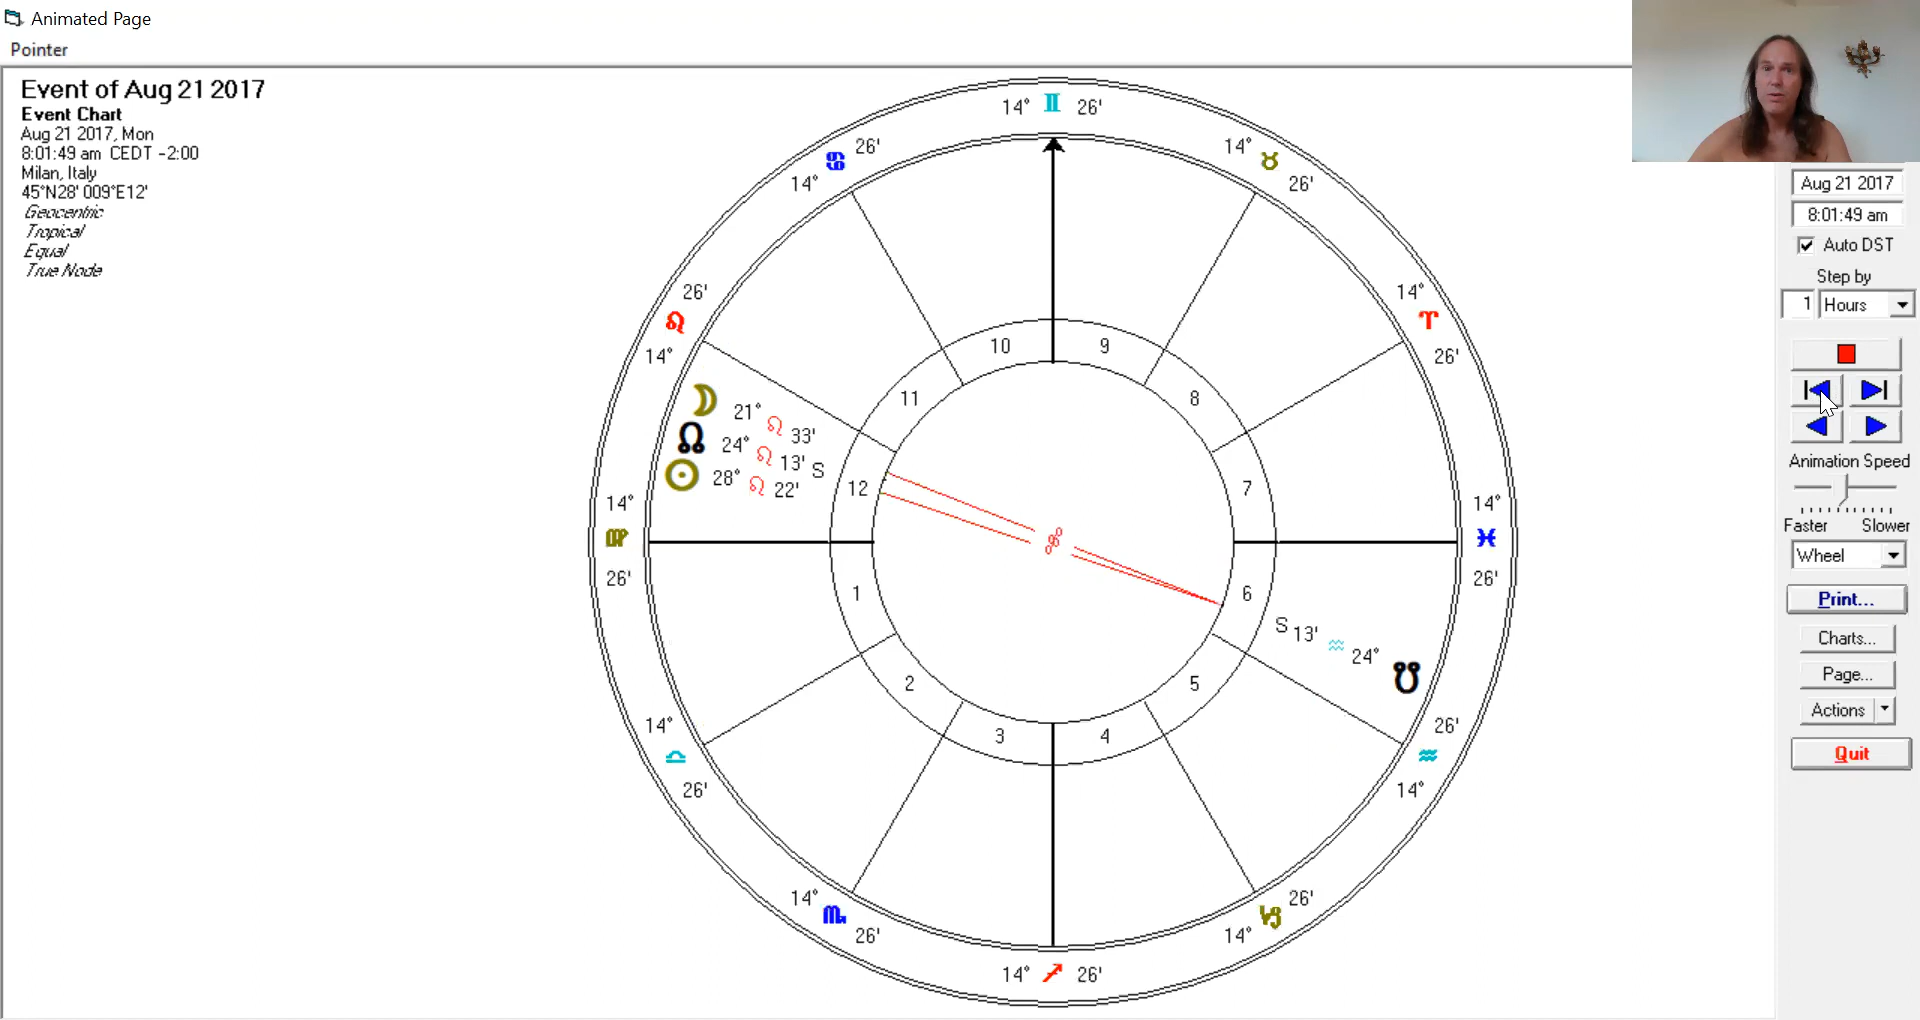 Animated Page
Pointer
Event of Aug 21 2017
Event Chart
Aug 21 2017, Mon
8:01:49 am CEDT -2:00
Milan, Italy
45°N28' 009°E12'
Geocentric
Tropical
Equal
True Node
14° ♊ 26'
14° ♉ 26'
♋ 26'
14°
26'
♌
14°
14°
♈
26'
10
9
11
8
12
7
1
6
2
5
3
4
☽ 21° ♌ 33'
☊ 24° ♌ 13' S
☉ 28° ♌ 22'
14°
♍
26'
14°
♓
26'
☍
S 13' ♒ 24° ☋
14°
♎
26'
26'
♒
14°
14°
♏
26'
26'
♑
14°
14° ♐ 26'
Aug 21 2017
8:01:49 am
Auto DST
Step by
1 Hours
Animation Speed
Faster Slower
Wheel
Print...
Charts...
Page...
Actions
Quit